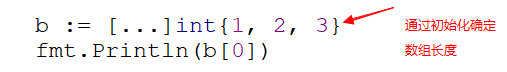 b := [...]int{1, 2, 3}
通过初始化确定
数组长度
fmt.Println(b[0])